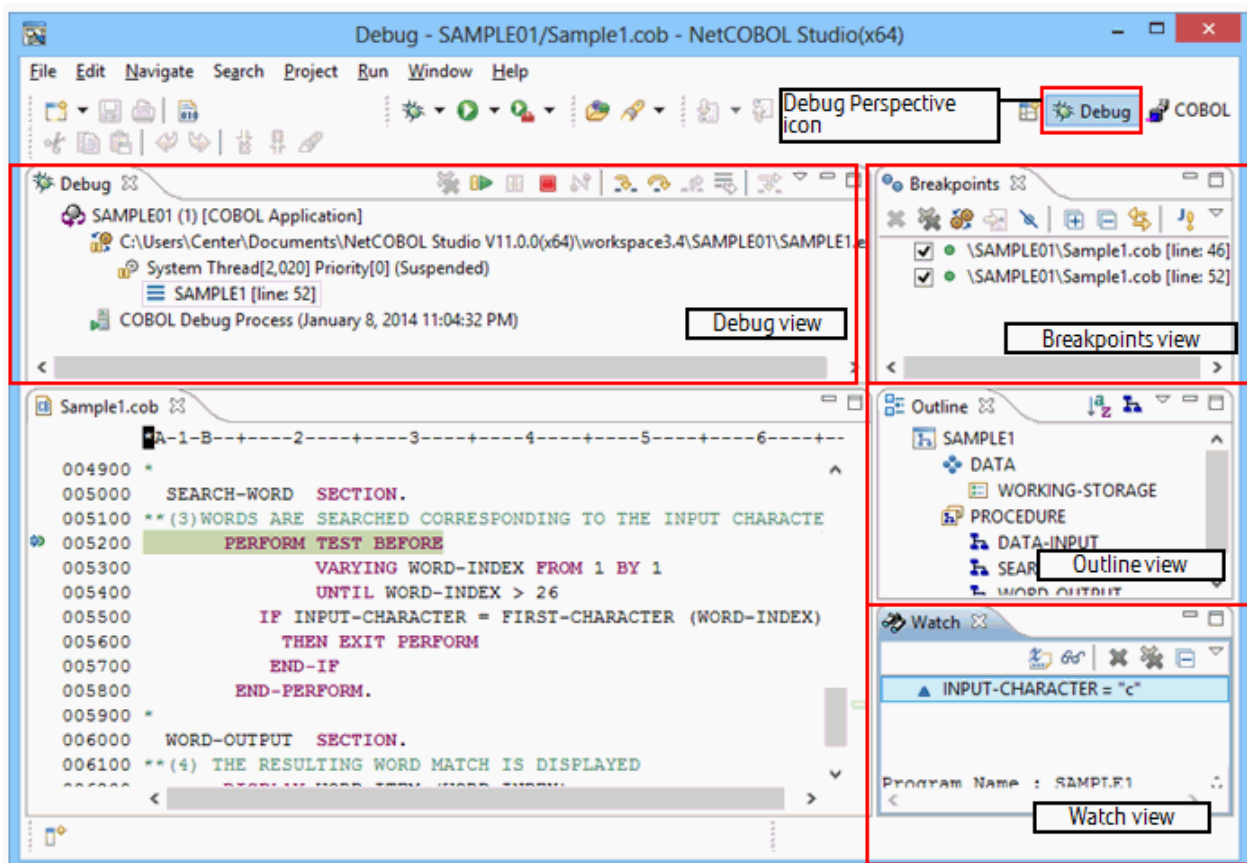 Debug - SAMPLE01/Sample1.cob - NetCOBOL Studio(x64)
File Edit Navigate Search Project Run Window Help
Debug Perspective
icon
Debug
COBOL
Debug
SAMPLE01 (1) [COBOL Application]
C:\Users\Center\Documents\NetCOBOL Studio V11.0.0(x64)\workspace3.4\SAMPLE01\SAMPLE1.e
System Thread[2,020] Priority[0] (Suspended)
SAMPLE1 [line: 52]
COBOL Debug Process (January 8, 2014 11:04:32 PM)
Debug view
Breakpoints
\SAMPLE01\Sample1.cob [line: 46]
\SAMPLE01\Sample1.cob [line: 52]
Breakpoints view
Sample1.cob
*A-1-B--+----2----+----3----+----4----+----5----+----6----+--
004900 *
005000 SEARCH-WORD SECTION.
005100 **(3)WORDS ARE SEARCHED CORRESPONDING TO THE INPUT CHARACTE
005200 PERFORM TEST BEFORE
005300 VARYING WORD-INDEX FROM 1 BY 1
005400 UNTIL WORD-INDEX > 26
005500 IF INPUT-CHARACTER = FIRST-CHARACTER (WORD-INDEX)
005600 THEN EXIT PERFORM
005700 END-IF
005800 END-PERFORM.
005900 *
006000 WORD-OUTPUT SECTION.
006100 **(4) THE RESULTING WORD MATCH IS DISPLAYED
Outline
SAMPLE1
DATA
WORKING-STORAGE
PROCEDURE
DATA-INPUT
SEAR
WORD-OUTPUT
Outline view
Watch
INPUT-CHARACTER = "c"
Program Name : SAMPLE1
Watch view